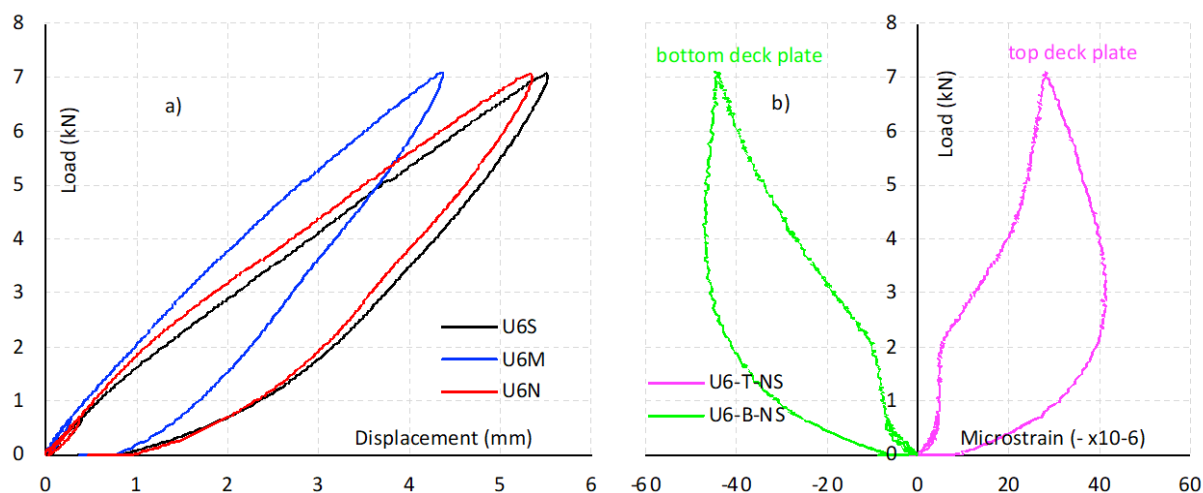 8
7
6
5
4
3
2
1
0
0
1
2
3
4
5
6
Load (kN)
a)
U6S
U6M
U6N
Displacement (mm)
bottom deck plate
top deck plate
b)
Load (kN)
8
7
6
5
4
3
2
1
0
U6-T-NS
U6-B-NS
Microstrain (- x10-6)
-60
-40
-20
0
20
40
60